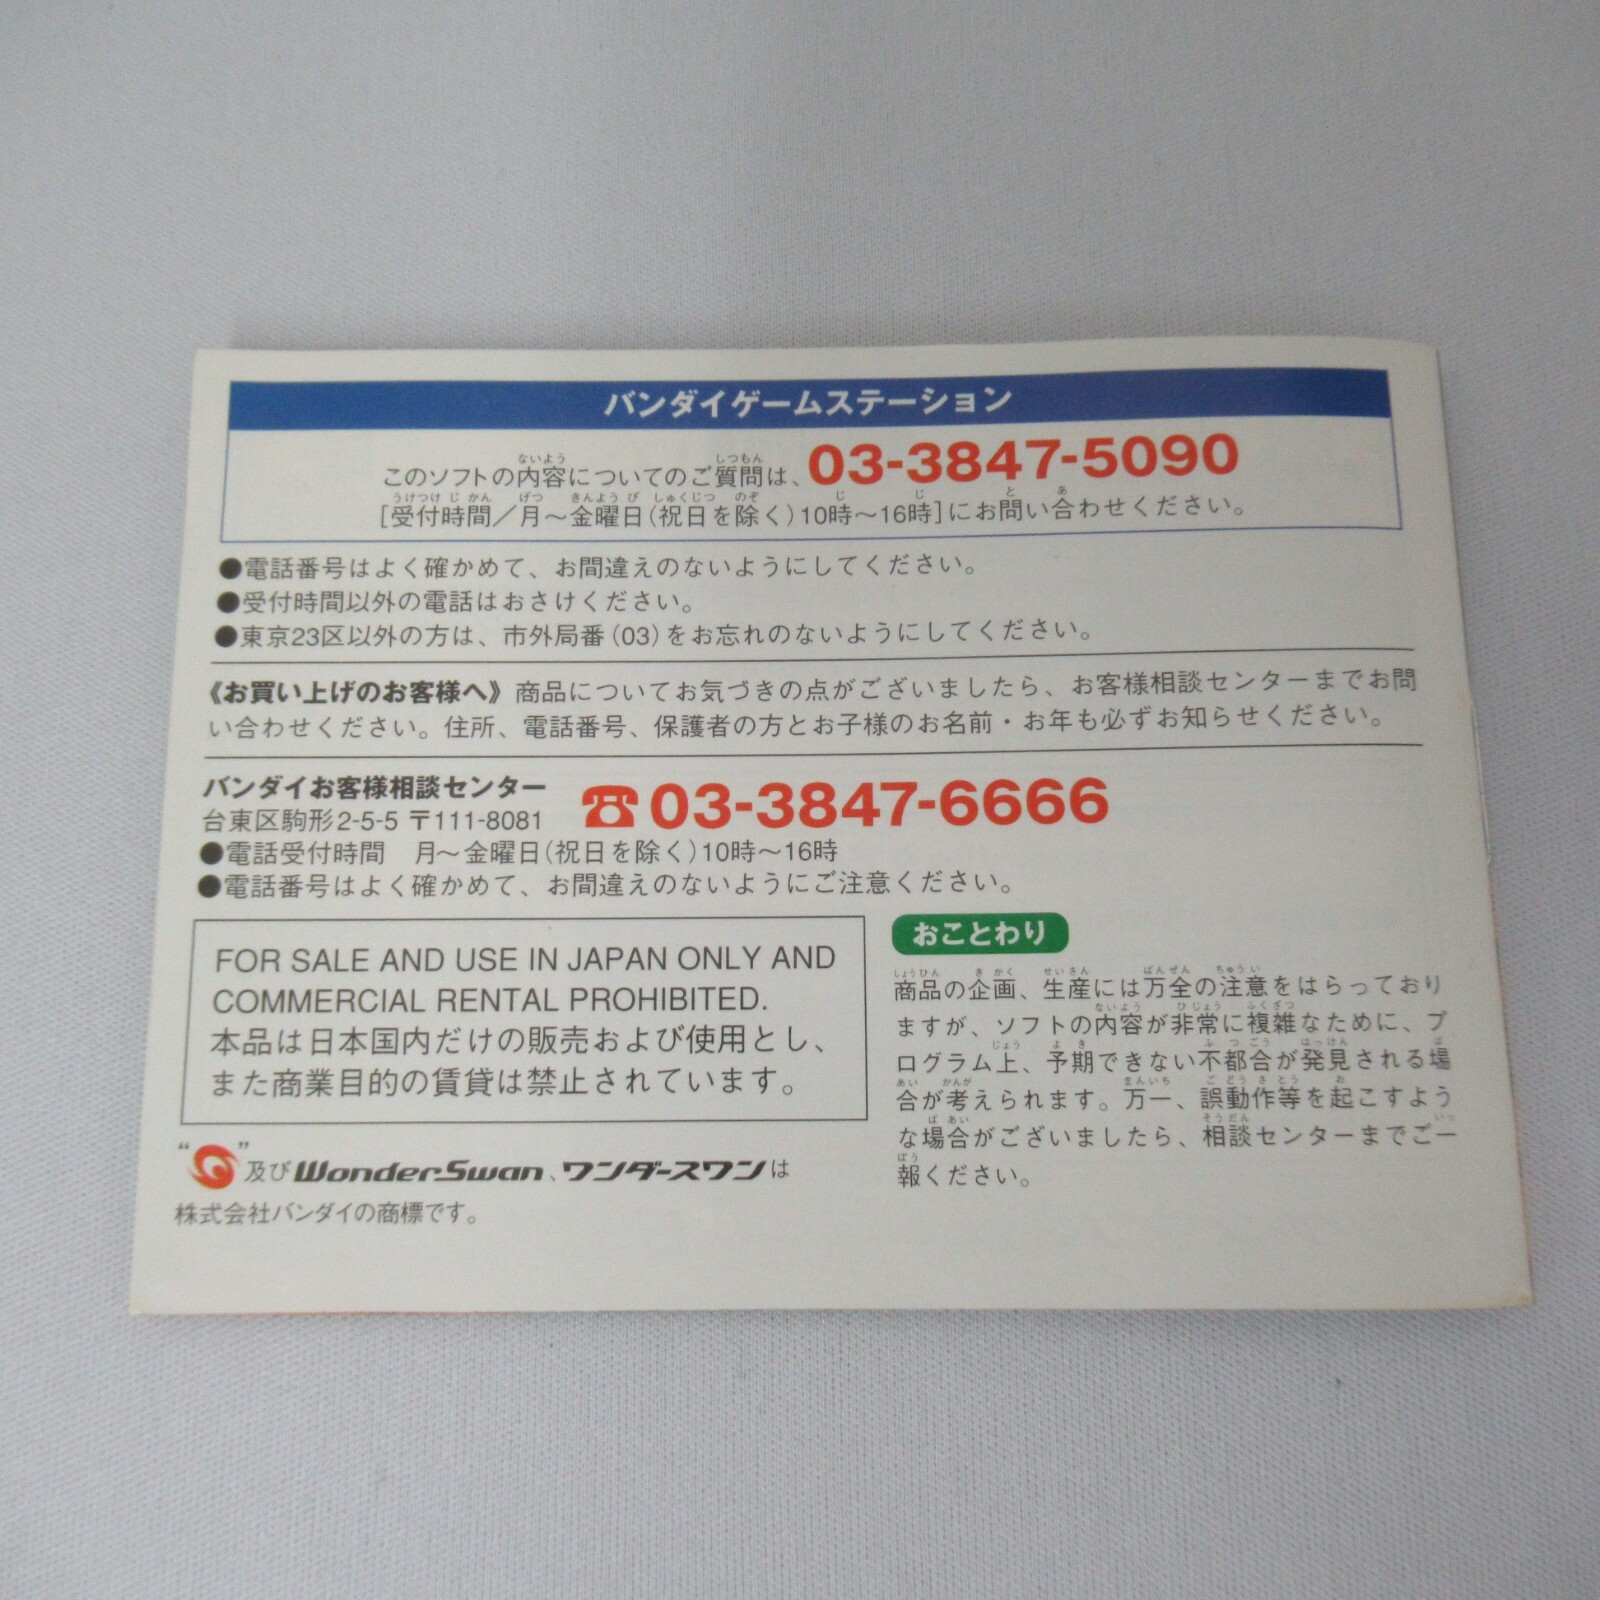 バンダイゲームステーション
このソフトの内容についてのご質問は、03-3847-5090
[受付時間／月～金曜日(祝日を除く)10時～16時]にお問い合わせください。
●電話番号はよく確かめて、お間違えのないようにしてください。
●受付時間以外の電話はおさけください。
●東京23区以外の方は、市外局番(03)をお忘れのないようにしてください。
《お買い上げのお客様へ》商品についてお気づきの点がございましたら、お客様相談センターまでお問
い合わせください。住所、電話番号、保護者の方とお子様のお名前・お年も必ずお知らせください。
バンダイお客様相談センター
台東区駒形2-5-5 〒111-8081
☎03-3847-6666
●電話受付時間　月～金曜日(祝日を除く)10時～16時
●電話番号はよく確かめて、お間違えのないようにご注意ください。
FOR SALE AND USE IN JAPAN ONLY AND
COMMERCIAL RENTAL PROHIBITED.
本品は日本国内だけの販売および使用とし、
また商業目的の賃貸は禁止されています。
“ ”及びWonderSwan、ワンダースワンは
株式会社バンダイの商標です。
おことわり
商品の企画、生産には万全の注意をはらっており
ますが、ソフトの内容が非常に複雑なために、プ
ログラム上、予期できない不都合が発見される場
合が考えられます。万一、誤動作等を起こすよう
な場合がございましたら、相談センターまでご一
報ください。